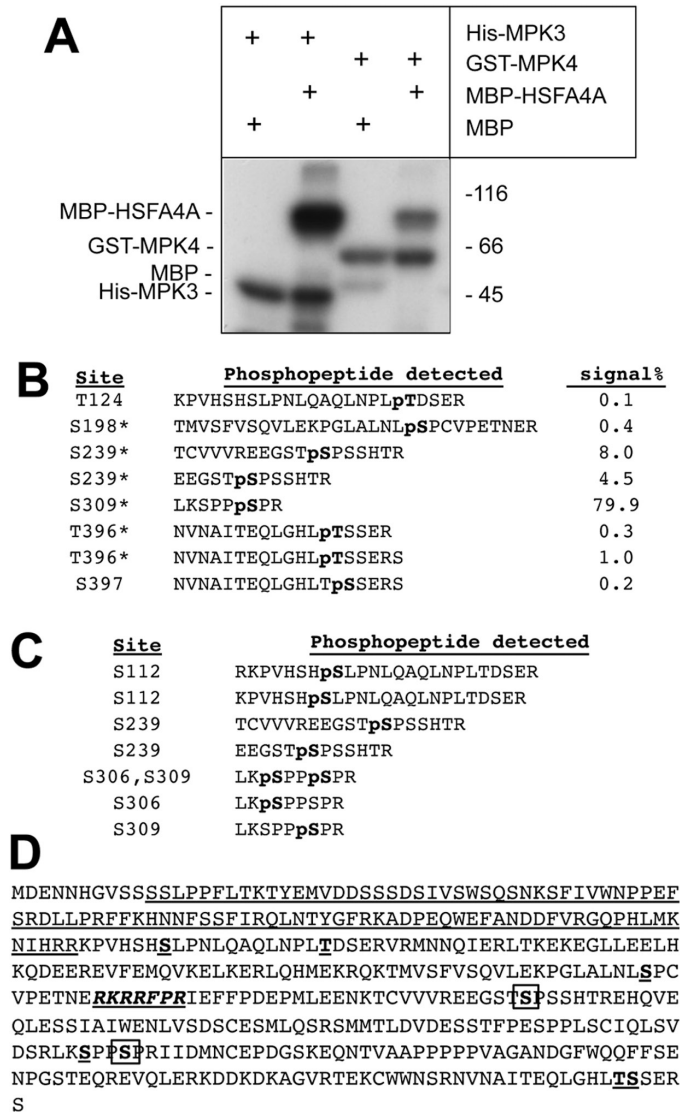 A
+ + His-MPK3
+ + GST-MPK4
+ + MBP-HSFA4A
+ + MBP
MBP-HSFA4A -
GST-MPK4 -
MBP -
His-MPK3 -
-116
- 66
- 45
B
Site Phosphopeptide detected signal%
T124 KPVHSHSLPNLQAQLNPLpTDSER 0.1
S198* TMVSFVSQVLEKPGLALNLpSPCVPETNER 0.4
S239* TCVVVREEGSTpSPSSHTR 8.0
S239* EEGSTpSPSSHTR 4.5
S309* LKSPPpSPR 79.9
T396* NVNAITEQLGHLpTSSER 0.3
T396* NVNAITEQLGHLpTSSERS 1.0
S397 NVNAITEQLGHLTpSSERS 0.2
C
Site Phosphopeptide detected
S112 RKPVHSHpSLPNLQAQLNPLTDSER
S112 KPVHSHpSLPNLQAQLNPLTDSER
S239 TCVVVREEGSTpSPSSHTR
S239 EEGSTpSPSSHTR
S306,S309 LKpSPPpSPR
S306 LKpSPPSPR
S309 LKSPPpSPR
D
MDENNHGVSSSSLPPFLTKTYEMVDDSSSDSIVSWSQSNKSFIVWNPPEF
SRDLLPRFFKHNNFSSFIRQLNTYGFRKADPEQWEFANDDFVRGQPHLMK
NIHRRKPVHSHSLPNLQAQLNPLTDSERVRMNNQIERLTKEKEGLLEELH
KQDEEREVFEMQVKELKERLQHMEKRQKTMVSFVSQVLEKPGLALNLSPC
VPETNERKRRFPRIEFFPDEPMLEENKTCVVVREEGSTSPSSHTREHQVE
QLESSIAIWENLVSDSCESMLQSRSMMTLDVDESSTFPESPPLSCIQLSV
DSRLKSPPSPRIIDMNCEPDGSKEQNTVAAPPPPPVAGANDGFWQQFFSE
NPGSTEQREVQLERKDDKDKAGVRTEKCWWNSRNVNAITEQLGHLTSSER
S